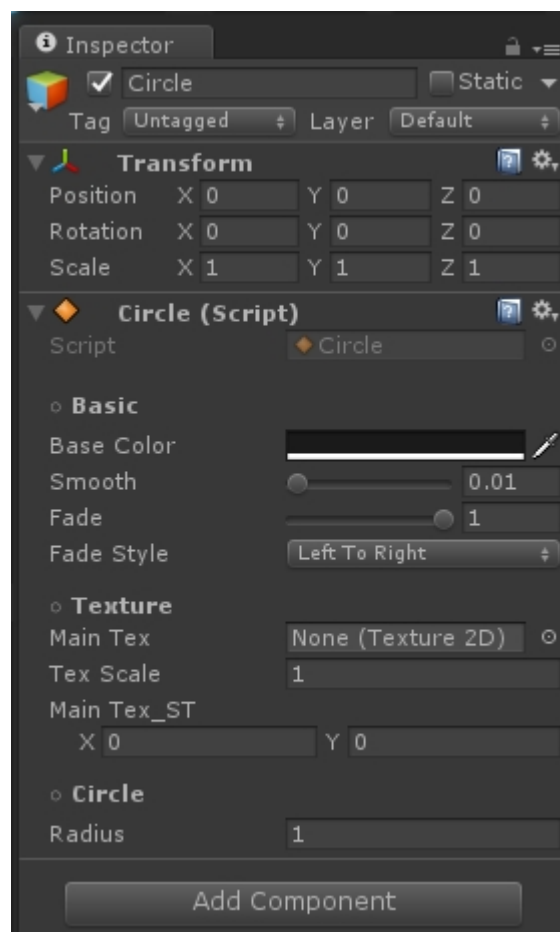 Inspector
Circle Static
Tag Untagged Layer Default
Transform
Position X 0 Y 0 Z 0
Rotation X 0 Y 0 Z 0
Scale X 1 Y 1 Z 1
Circle (Script)
Script Circle
Basic
Base Color
Smooth 0.01
Fade 1
Fade Style Left To Right
Texture
Main Tex None (Texture 2D)
Tex Scale 1
Main Tex_ST
X 0 Y 0
Circle
Radius 1
Add Component